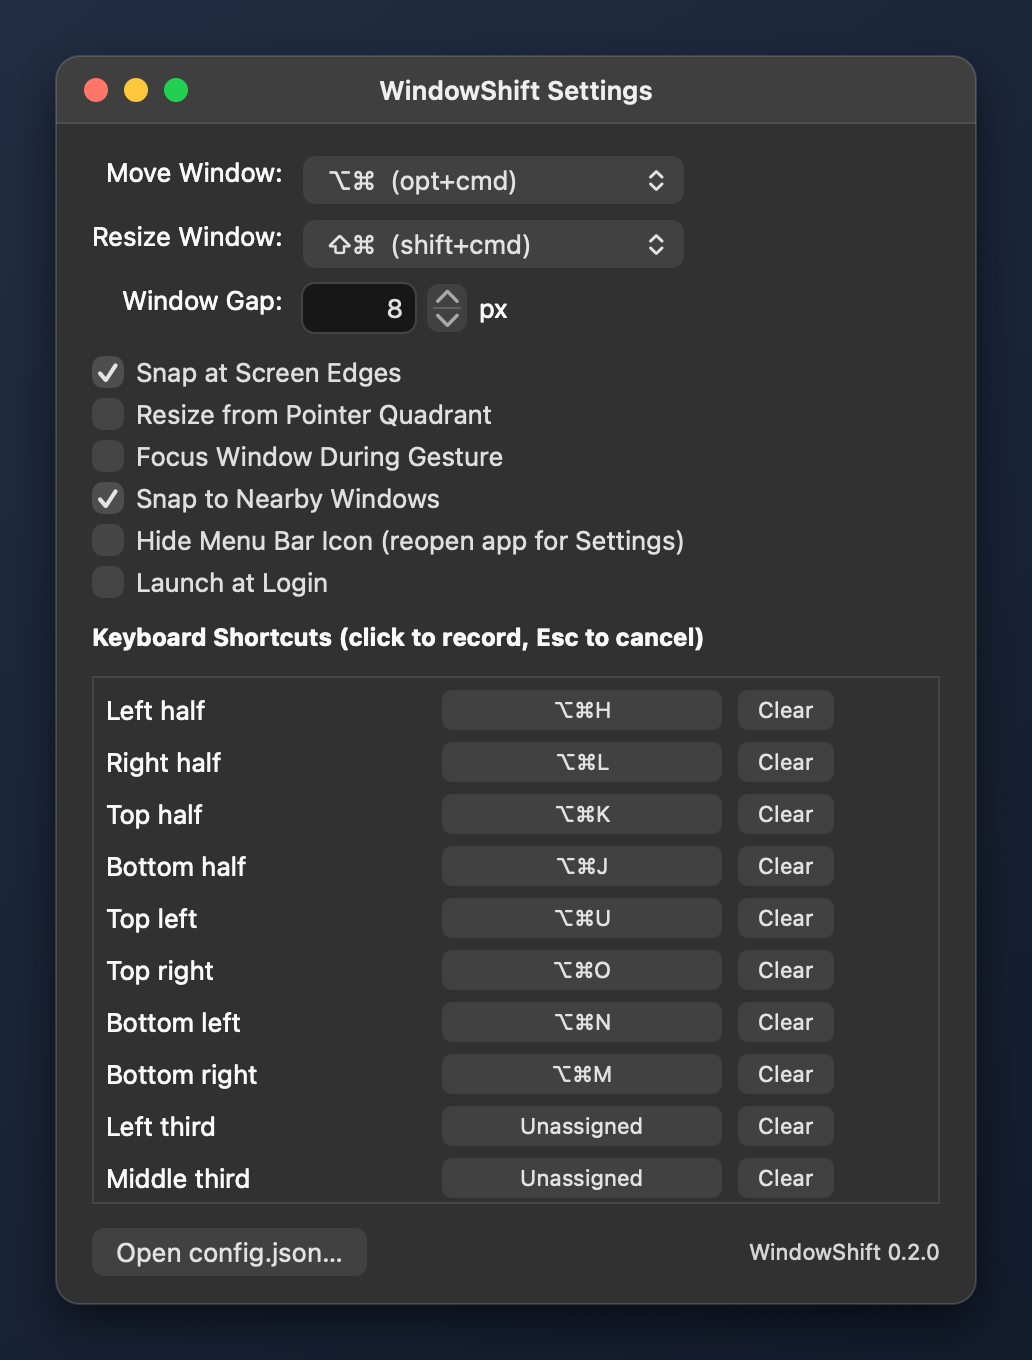 WindowShift Settings
Move Window: ⌥⌘ (opt+cmd)
Resize Window: ⇧⌘ (shift+cmd)
Window Gap: 8 px
Snap at Screen Edges
Resize from Pointer Quadrant
Focus Window During Gesture
Snap to Nearby Windows
Hide Menu Bar Icon (reopen app for Settings)
Launch at Login
Keyboard Shortcuts (click to record, Esc to cancel)
Left half ⌥⌘H Clear
Right half ⌥⌘L Clear
Top half ⌥⌘K Clear
Bottom half ⌥⌘J Clear
Top left ⌥⌘U Clear
Top right ⌥⌘O Clear
Bottom left ⌥⌘N Clear
Bottom right ⌥⌘M Clear
Left third Unassigned Clear
Middle third Unassigned Clear
Open config.json... WindowShift 0.2.0